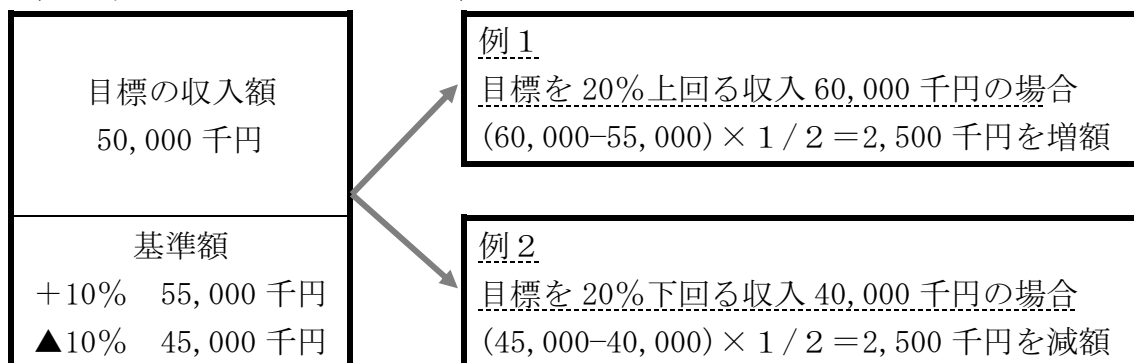 目標の収入額
50,000 千円
基準額
＋10％ 55,000 千円
▲10％ 45,000 千円
例１
目標を 20％上回る収入 60,000 千円の場合
(60,000−55,000)×１/２＝2,500 千円を増額
例２
目標を 20％下回る収入 40,000 千円の場合
(45,000−40,000)×１/２＝2,500 千円を減額